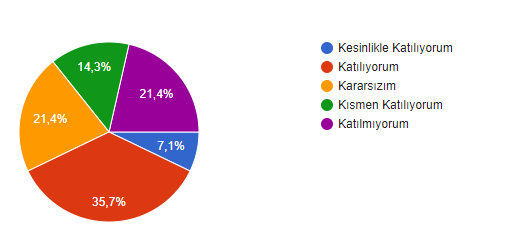 14,3%
21,4%
21,4%
7,1%
35,7%
Kesinlikle Katılıyorum
Katılıyorum
Kararsızım
Kısmen Katılıyorum
Katılmıyorum